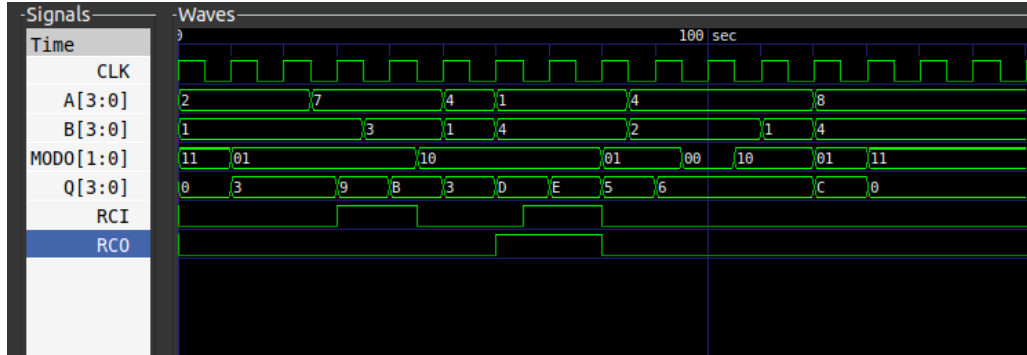 Signals Waves
Time 0 100 sec
CLK
A[3:0] 2 7 4 1 4 8
B[3:0] 1 3 1 4 2 1 4
MODO[1:0] 11 01 10 01 00 10 01 11
Q[3:0] 0 3 9 B 3 D E 5 6 C 0
RCI
RCO